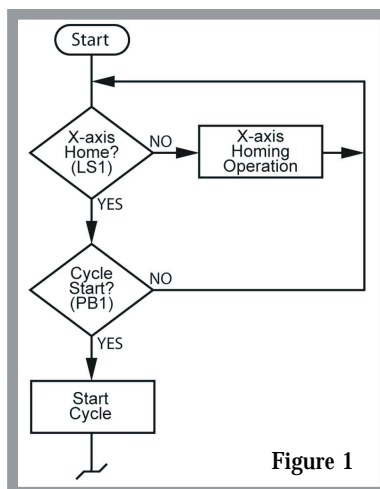 Start
X-axis
Home?
(LS1)
NO
X-axis
Homing
Operation
YES
Cycle
Start?
(PB1)
NO
YES
Start
Cycle
Figure 1